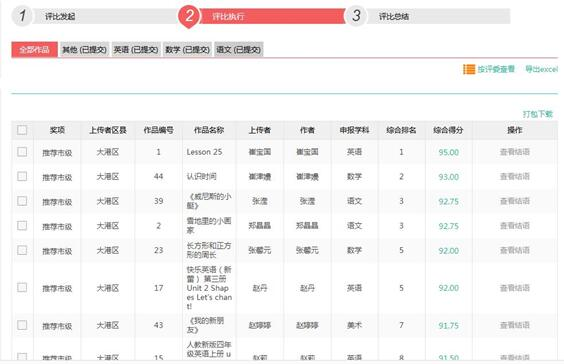 1 评比发起 2 评比执行 3 评比总结
全部作品 其他 (已提交) 英语 (已提交) 数学 (已提交) 语文 (已提交)
按评委查看 导出excel
打包下载
奖项 上传者区县 作品编号 作品名称 上传者 作者 申报学科 综合排名 综合得分 操作
推荐市级 大港区 1 Lesson 25 崔宝国 崔宝国 英语 1 95.00 查看结语
推荐市级 大港区 44 认识时间 崔津嫚 崔津嫚 数学 2 93.00 查看结语
推荐市级 大港区 39 《威尼斯的小
艇》 张滢 张滢 语文 3 92.75 查看结语
推荐市级 大港区 2 雪地里的小画
家 郑晶晶 郑晶晶 语文 3 92.75 查看结语
推荐市级 大港区 23 长方形和正方
形的周长 张馨元 张馨元 数学 5 92.00 查看结语
推荐市级 大港区 17 快乐英语（新
蕾） 第三册
Unit 2 Shap
es Let's chan
t! 赵丹 赵丹 英语 5 92.00 查看结语
推荐市级 大港区 43 《我的新朋
友》 赵婷婷 赵婷婷 美术 7 91.75 查看结语
推荐市级 大港区 15 人教新版四年
级英语上册 u 赵莉 赵莉 英语 8 91.50 查看结语